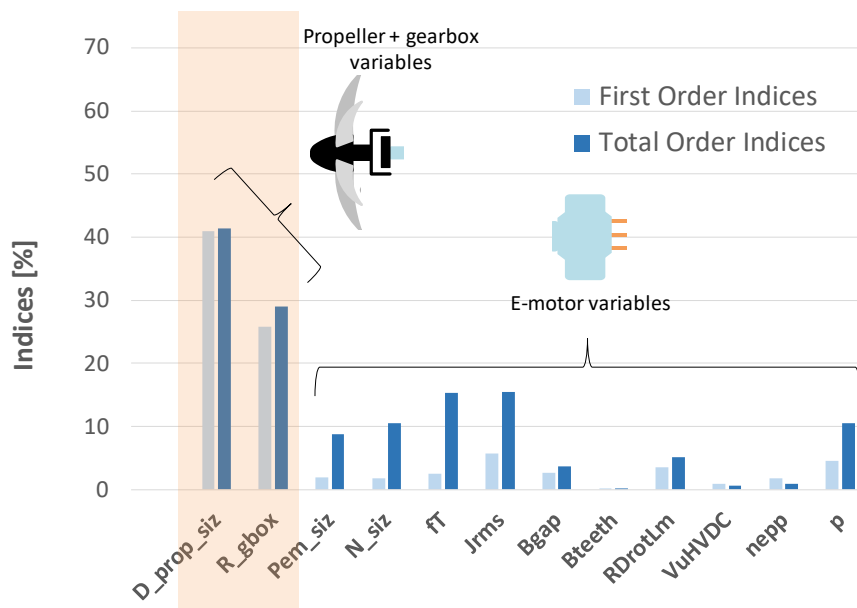 Propeller + gearbox
variables
First Order Indices
Total Order Indices
E-motor variables
Indices [%]
70
60
50
40
30
20
10
0
D_prop_siz
R_gbox
Pem_siz
N_siz
fT
Jrms
Bgap
Bteeth
RDrotLm
VuHVDC
nepp
p